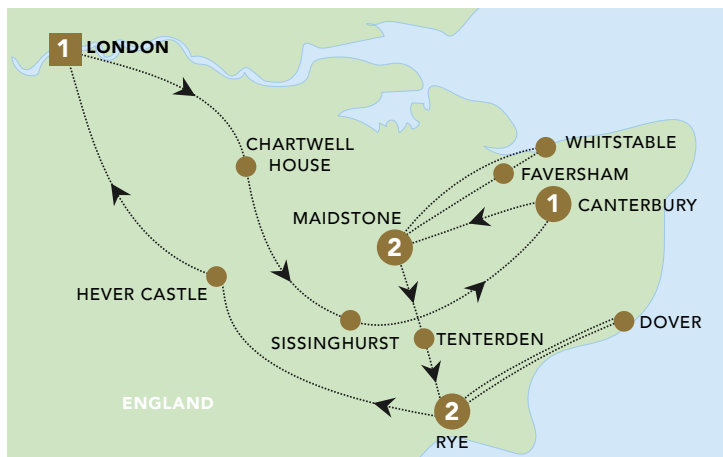 1 LONDON
CHARTWELL
HOUSE
WHITSTABLE
FAVERSHAM
1 CANTERBURY
MAIDSTONE
2
HEVER CASTLE
SISSINGHURST
TENTERDEN
DOVER
ENGLAND
2
RYE